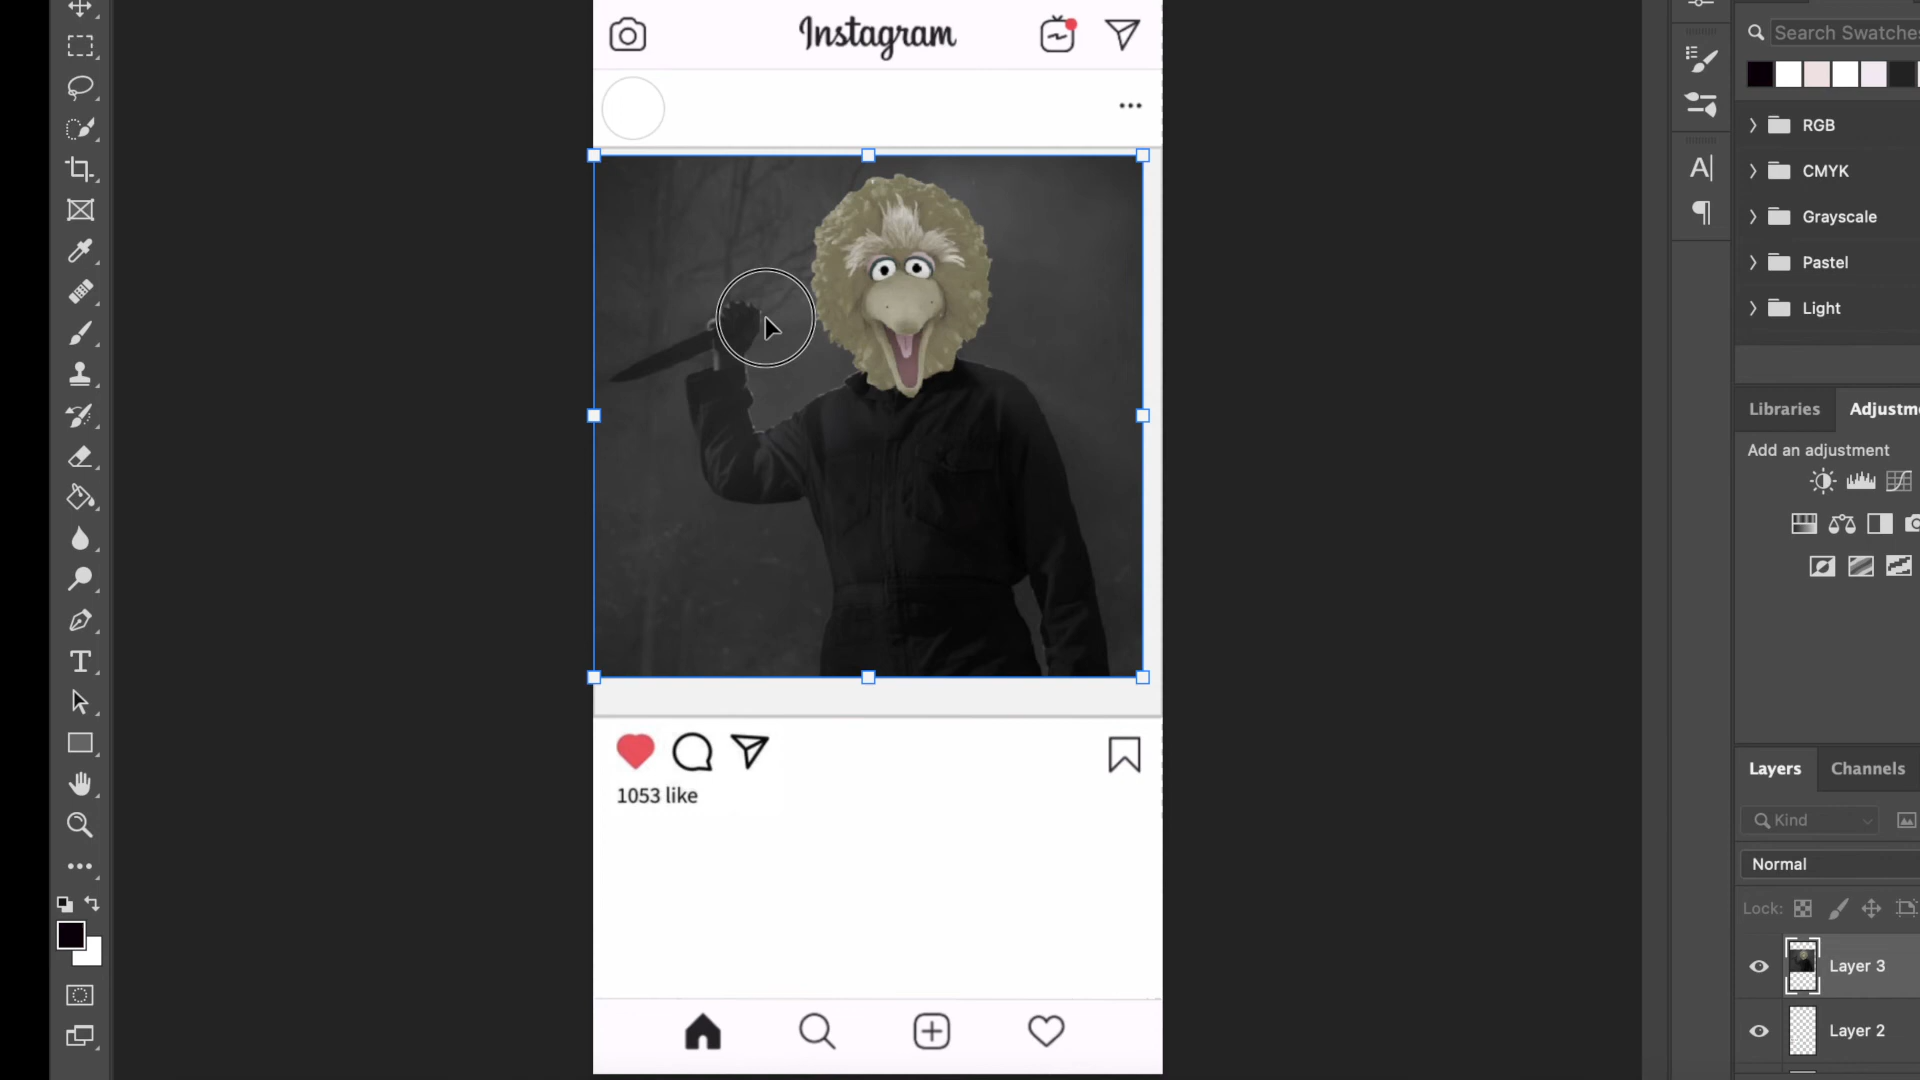 Instagram
1053 like
Search Swatches
RGB
CMYK
Grayscale
Pastel
Light
Libraries
Adjustm
Add an adjustment
Layers
Channels
Kind
Normal
Lock:
Layer 3
Layer 2